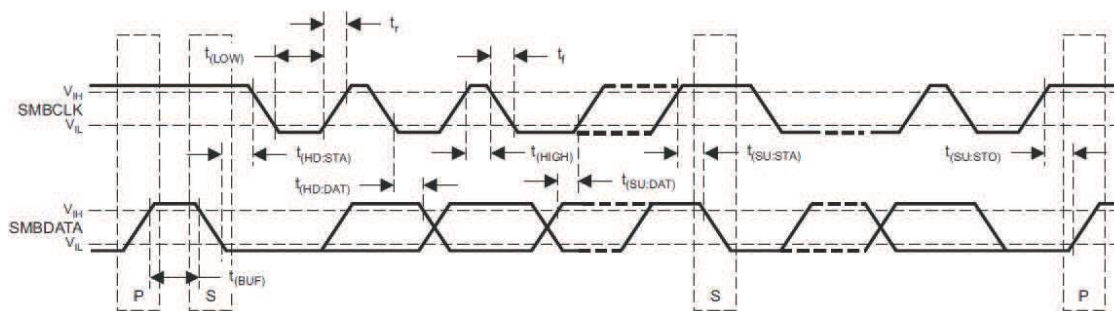 tr
t(LOW)
tf
VIH
SMBCLK
VIL
t(HD:STA)
t(HIGH)
t(SU:STA)
t(SU:STO)
t(HD:DAT)
t(SU:DAT)
VIH
SMBDATA
VIL
t(BUF)
P
S
S
P